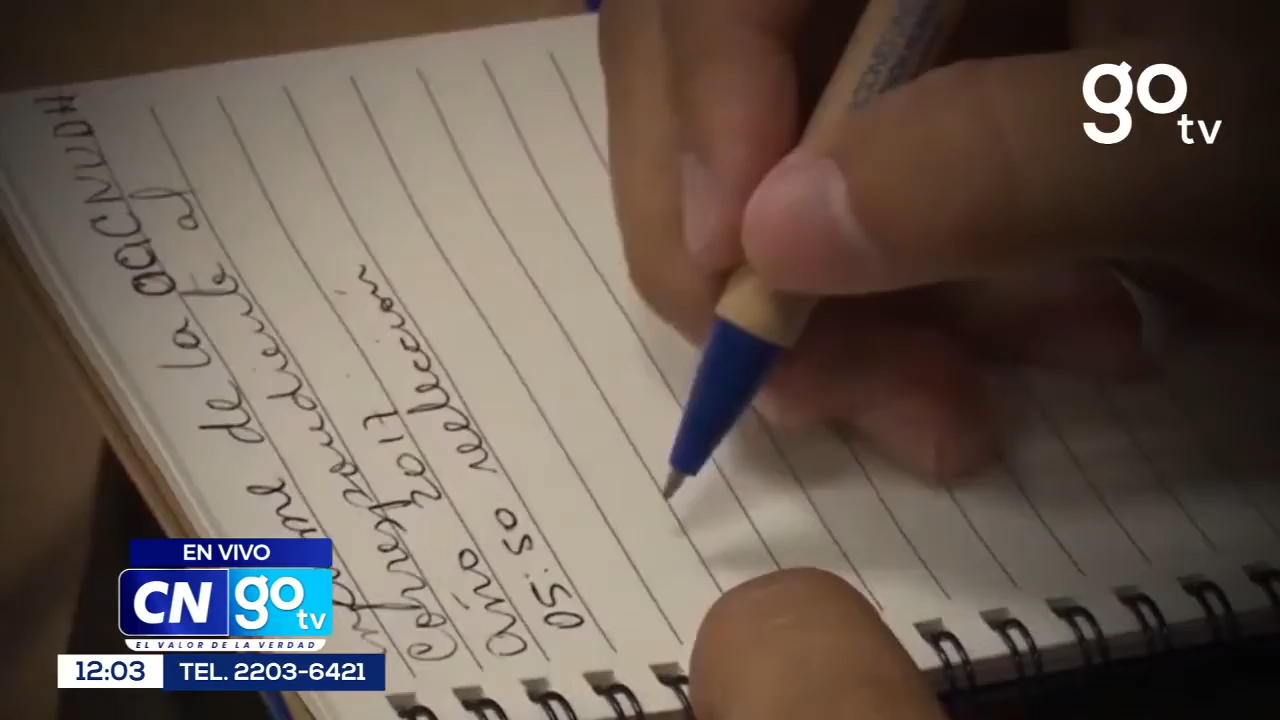 informe de la OACNUDH
Correspondiente al
año 2017
05:50 reelección
go tv
EN VIVO
CN go tv
EL VALOR DE LA VERDAD
12:03 TEL. 2203-6421